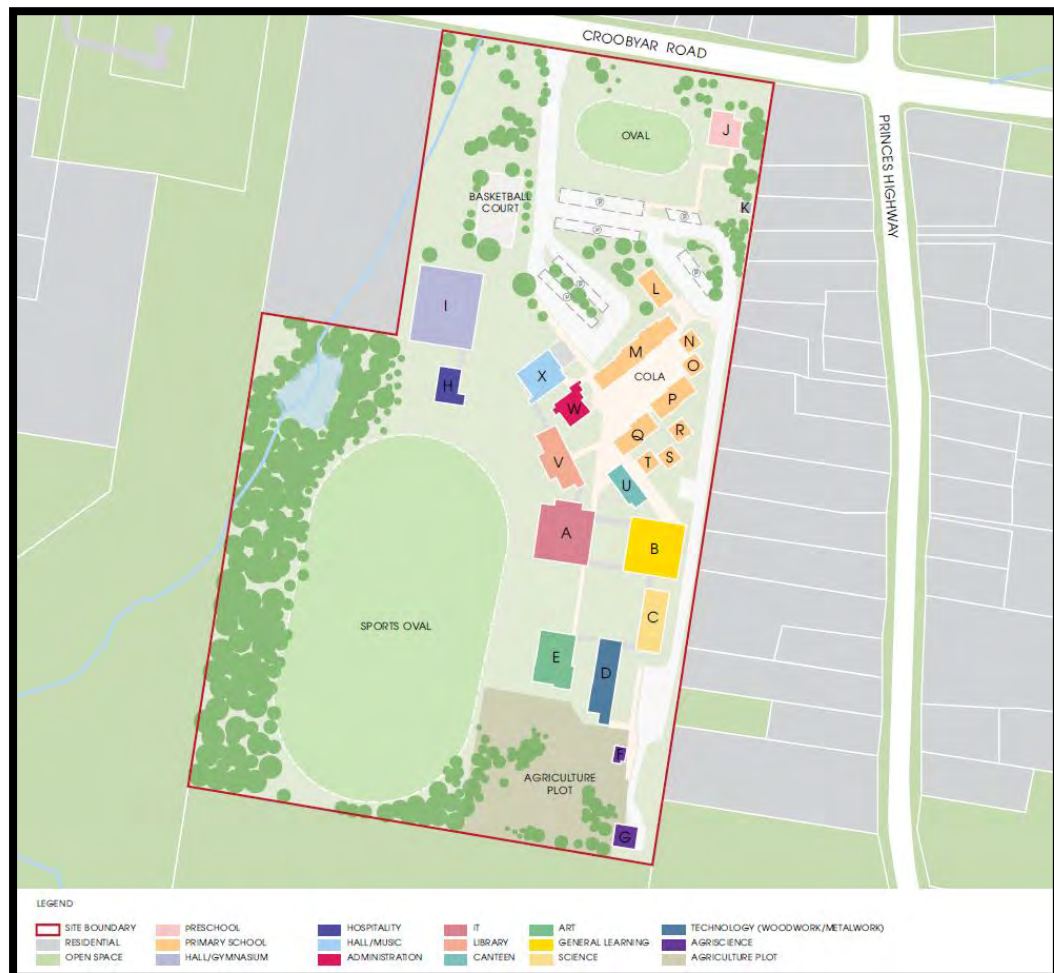 CROOBYAR ROAD
PRINCES HIGHWAY
OVAL
J
BASKETBALL
COURT
K
P
P
P
P
P
P
L
I
N
M
O
COLA
X
H
P
W
R
Q
S
T
V
U
A
B
C
SPORTS OVAL
E
D
F
AGRICULTURE
PLOT
G
LEGEND
SITE BOUNDARY
RESIDENTIAL
OPEN SPACE
PRESCHOOL
PRIMARY SCHOOL
HALL/GYMNASIUM
HOSPITALITY
HALL/MUSIC
ADMINISTRATION
IT
LIBRARY
CANTEEN
ART
GENERAL LEARNING
SCIENCE
TECHNOLOGY (WOODWORK/METALWORK)
AGRISCIENCE
AGRICULTURE PLOT